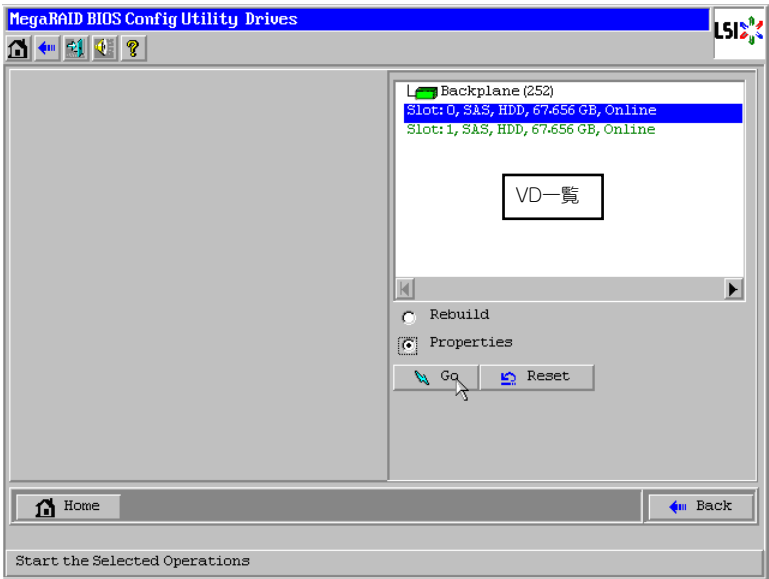 MegaRAID BIOS Config Utility Drives
LSI
Backplane (252)
Slot: 0, SAS, HDD, 67.656 GB, Online
Slot: 1, SAS, HDD, 67.656 GB, Online
VD一覧
Rebuild
Properties
Go
Reset
Home
Back
Start the Selected Operations